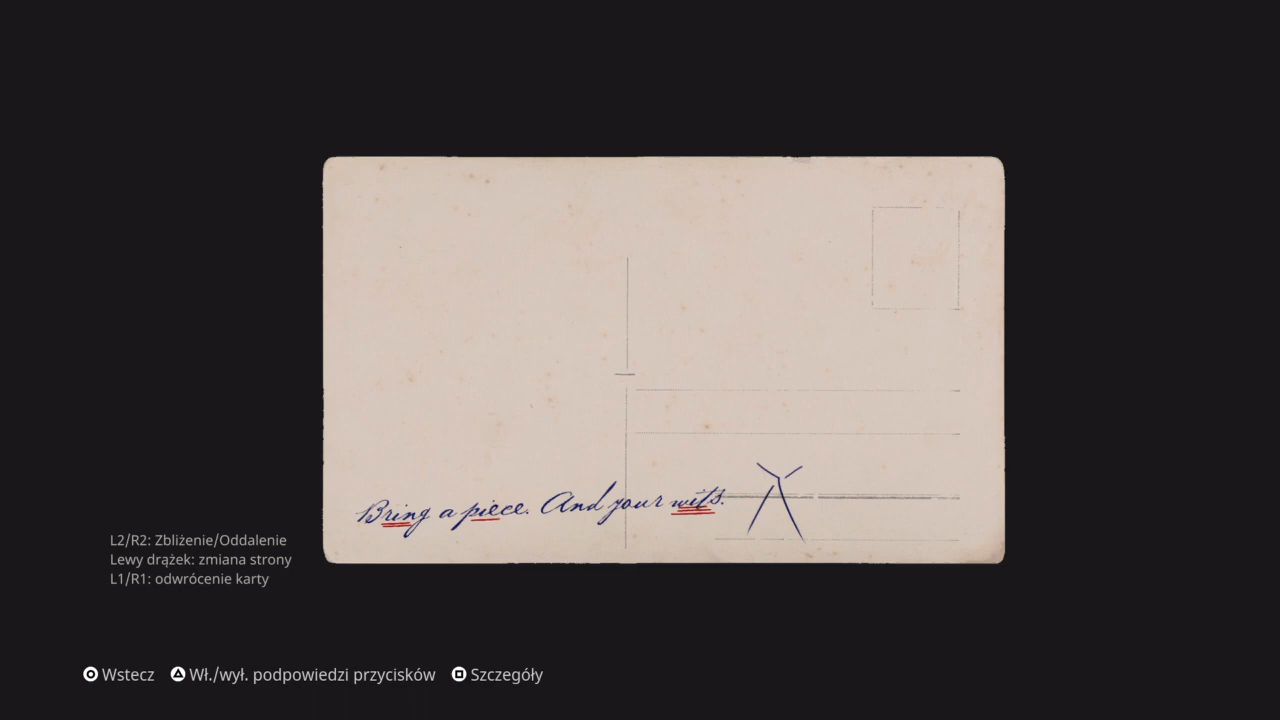 Bring a piece. And your wits.
L2/R2: Zbliżenie/Oddalenie
Lewy drążek: zmiana strony
L1/R1: odwrócenie karty
Wstecz Wł./wył. podpowiedzi przycisków Szczegóły